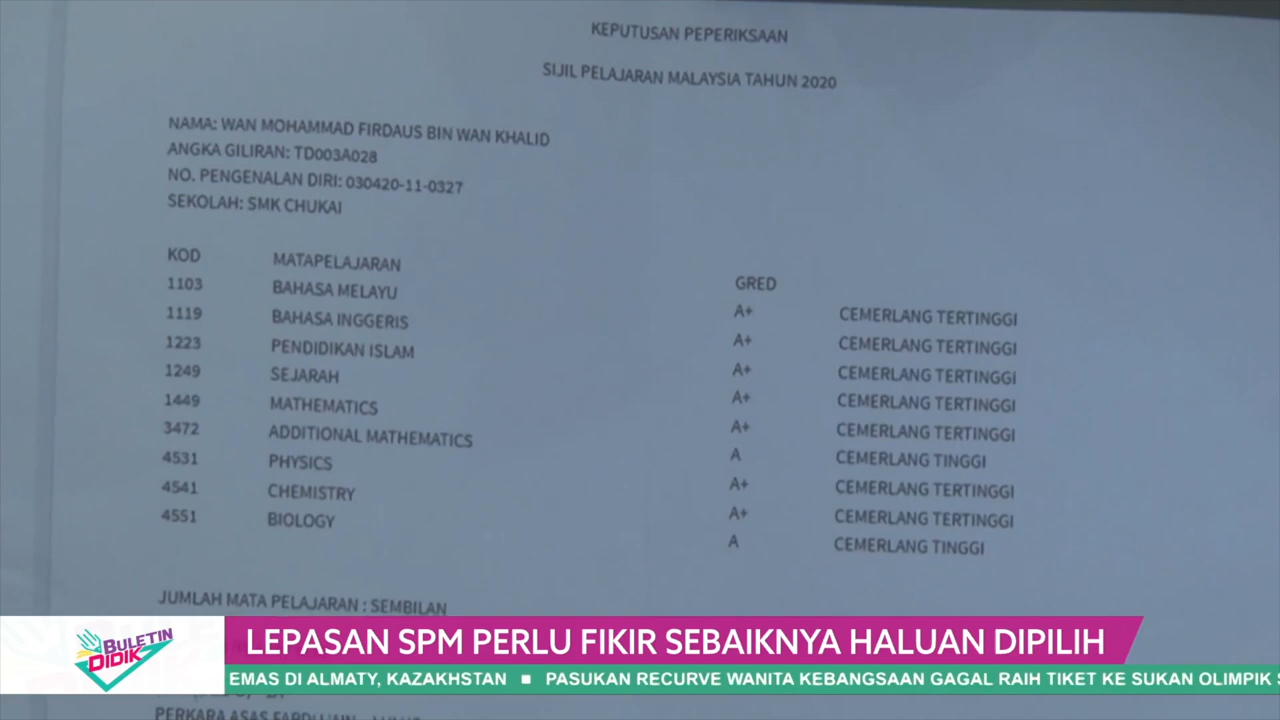 KEPUTUSAN PEPERIKSAAN
SIJIL PELAJARAN MALAYSIA TAHUN 2020
NAMA: WAN MOHAMMAD FIRDAUS BIN WAN KHALID
ANGKA GILIRAN: TD003A028
NO. PENGENALAN DIRI: 030420-11-0327
SEKOLAH: SMK CHUKAI
KOD MATAPELAJARAN GRED
1103 BAHASA MELAYU A+ CEMERLANG TERTINGGI
1119 BAHASA INGGERIS A+ CEMERLANG TERTINGGI
1223 PENDIDIKAN ISLAM A+ CEMERLANG TERTINGGI
1249 SEJARAH A+ CEMERLANG TERTINGGI
1449 MATHEMATICS A+ CEMERLANG TERTINGGI
3472 ADDITIONAL MATHEMATICS A CEMERLANG TINGGI
4531 PHYSICS A+ CEMERLANG TERTINGGI
4541 CHEMISTRY A+ CEMERLANG TERTINGGI
4551 BIOLOGY A CEMERLANG TINGGI
JUMLAH MATA PELAJARAN : SEMBILAN
BULETIN
DIDIK
LEPASAN SPM PERLU FIKIR SEBAIKNYA HALUAN DIPILIH
EMAS DI ALMATY, KAZAKHSTAN ■ PASUKAN RECURVE WANITA KEBANGSAAN GAGAL RAIH TIKET KE SUKAN OLIMPIK
PERKARA ASAS